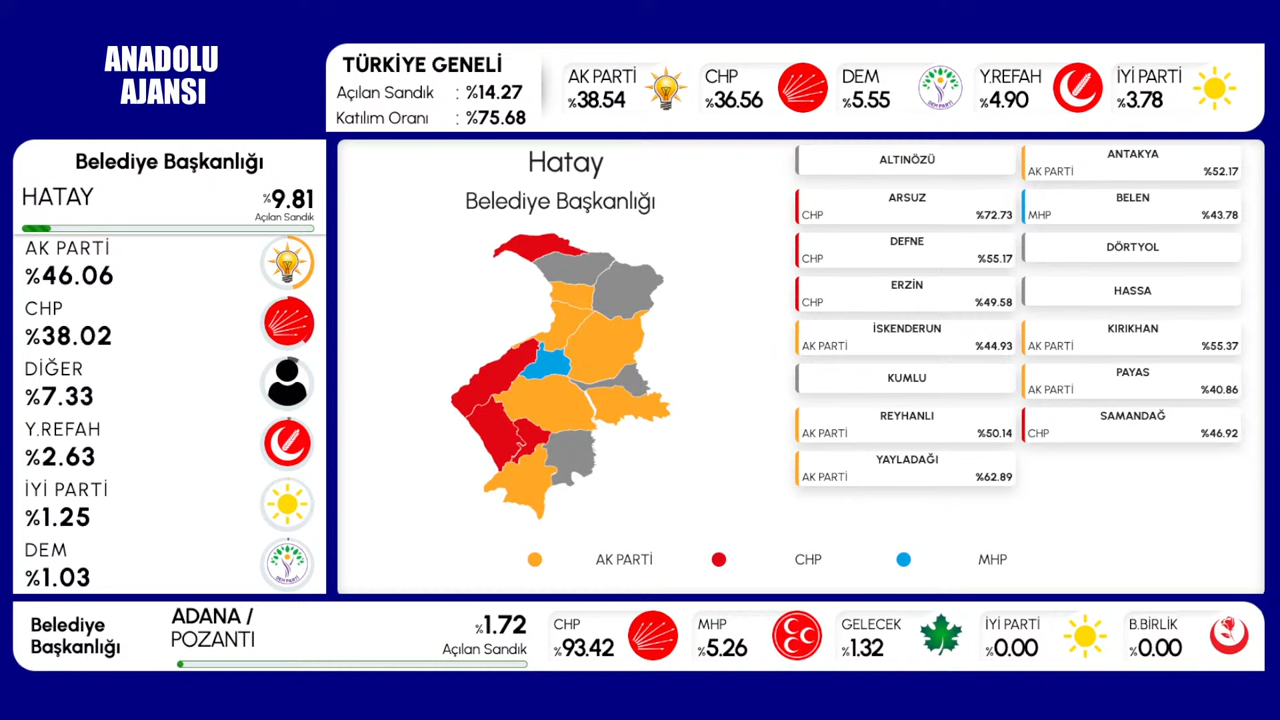 ANADOLU
AJANSI
TÜRKİYE GENELİ
Açılan Sandık : %14.27
Katılım Oranı : %75.68
AK PARTİ
%38.54
CHP
%36.56
DEM
%5.55
DEM PARTİ
Y.REFAH
%4.90
İYİ PARTİ
%3.78
Belediye Başkanlığı
HATAY
%9.81
Açılan Sandık
AK PARTİ
%46.06
CHP
%38.02
DİĞER
%7.33
Y.REFAH
%2.63
İYİ PARTİ
%1.25
DEM
%1.03
DEM PARTİ
Hatay
Belediye Başkanlığı
ALTINÖZÜ
ANTAKYA
AK PARTİ %52.17
ARSUZ
CHP %72.73
BELEN
MHP %43.78
DEFNE
CHP %55.17
DÖRTYOL
ERZİN
CHP %49.58
HASSA
İSKENDERUN
AK PARTİ %44.93
KIRIKHAN
AK PARTİ %55.37
KUMLU
PAYAS
AK PARTİ %40.86
REYHANLI
AK PARTİ %50.14
SAMANDAĞ
CHP %46.92
YAYLADAĞI
AK PARTİ %62.89
AK PARTİ CHP MHP
Belediye
Başkanlığı
ADANA /
POZANTI
%1.72
Açılan Sandık
CHP
%93.42
MHP
%5.26
GELECEK
%1.32
İYİ PARTİ
%0.00
B.BİRLİK
%0.00